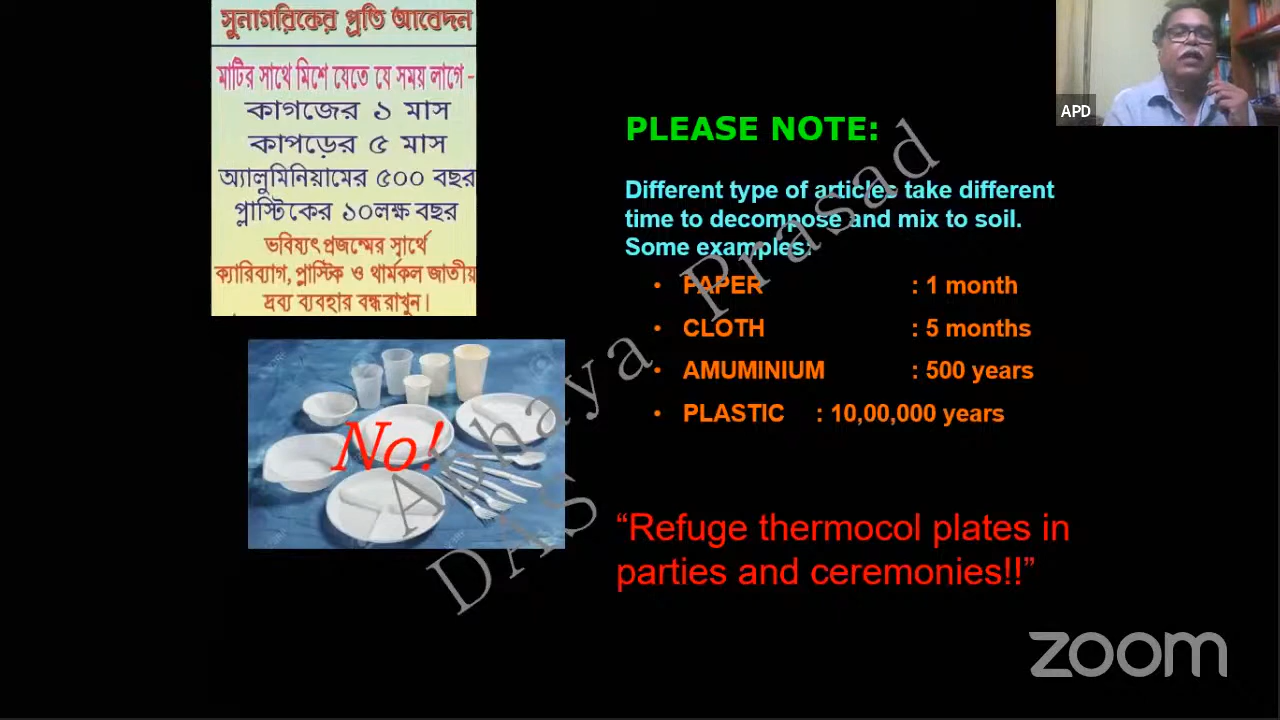 সুনাগরিকের প্রতি আবেদন
মাটির সাথে মিশে যেতে যে সময় লাগে -
কাগজের ১ মাস
কাপড়ের ৫ মাস
অ্যালুমিনিয়ামের ৫০০ বছর
প্লাস্টিকের ১০লক্ষ বছর
ভবিষ্যৎ প্রজন্মের স্বার্থে
ক্যারিব্যাগ, প্লাস্টিক ও থার্মকল জাতীয়
দ্রব্য ব্যবহার বন্ধ রাখুন।
No!
APD
PLEASE NOTE:
Different type of articles take different
time to decompose and mix to soil.
Some examples:
• PAPER : 1 month
• CLOTH : 5 months
• AMUMINIUM : 500 years
• PLASTIC : 10,00,000 years
“Refuge thermocol plates in
parties and ceremonies!!”
Abhaya Prasad
DAS
zoom